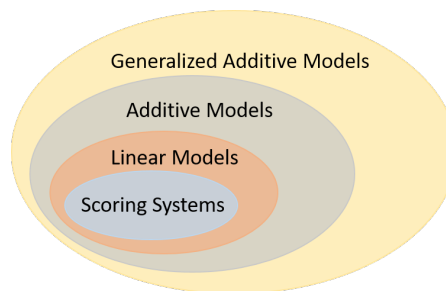 Generalized Additive Models
Additive Models
Linear Models
Scoring Systems